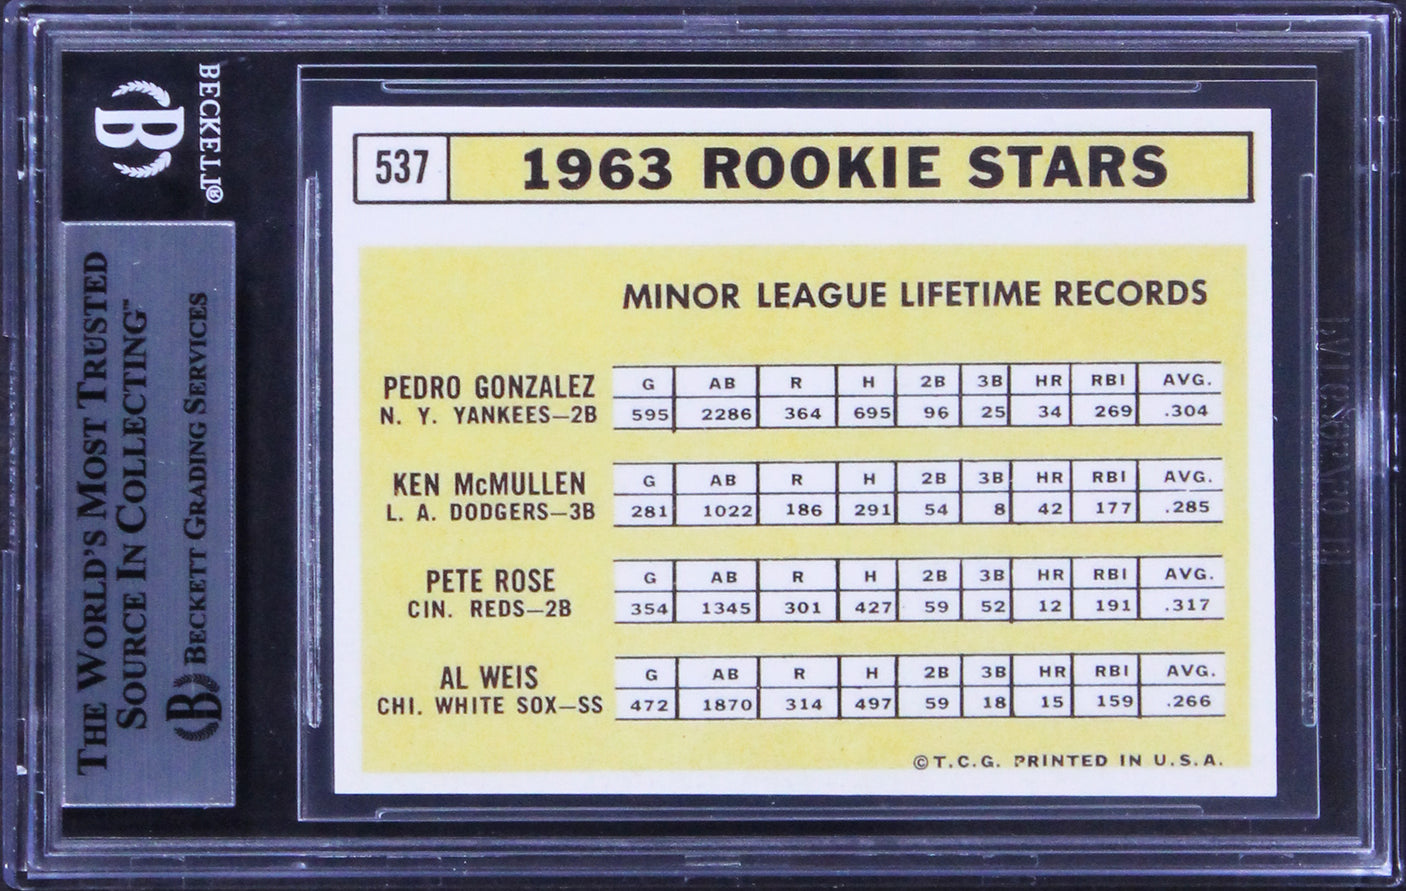 BECKETT®
THE WORLD'S MOST TRUSTED
SOURCE IN COLLECTING™
BECKETT GRADING SERVICES
537 1963 ROOKIE STARS
MINOR LEAGUE LIFETIME RECORDS
PEDRO GONZALEZ G AB R H 2B 3B HR RBI AVG.
N. Y. YANKEES—2B 595 2286 364 695 96 25 34 269 .304
KEN McMULLEN G AB R H 2B 3B HR RBI AVG.
L. A. DODGERS—3B 281 1022 186 291 54 8 42 177 .285
PETE ROSE G AB R H 2B 3B HR RBI AVG.
CIN. REDS—2B 354 1345 301 427 59 52 12 191 .317
AL WEIS G AB R H 2B 3B HR RBI AVG.
CHI. WHITE SOX—SS 472 1870 314 497 59 18 15 159 .266
©T.C.G. PRINTED IN U.S.A.